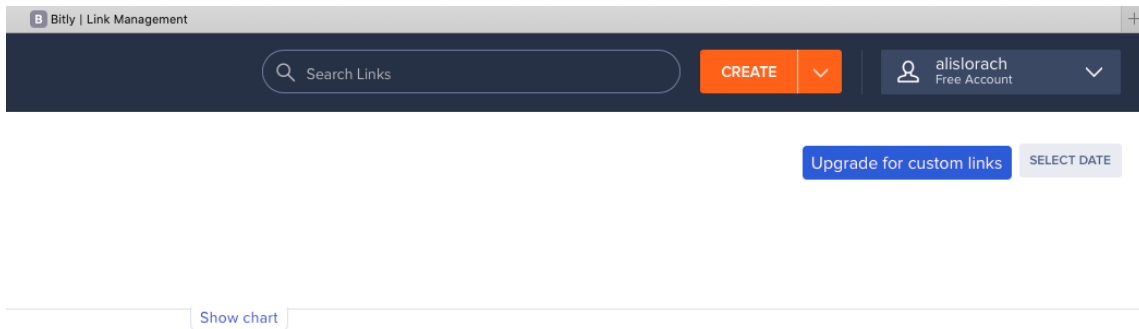 B Bitly | Link Management
Search Links
CREATE
alislorach
Free Account
Upgrade for custom links
SELECT DATE
Show chart